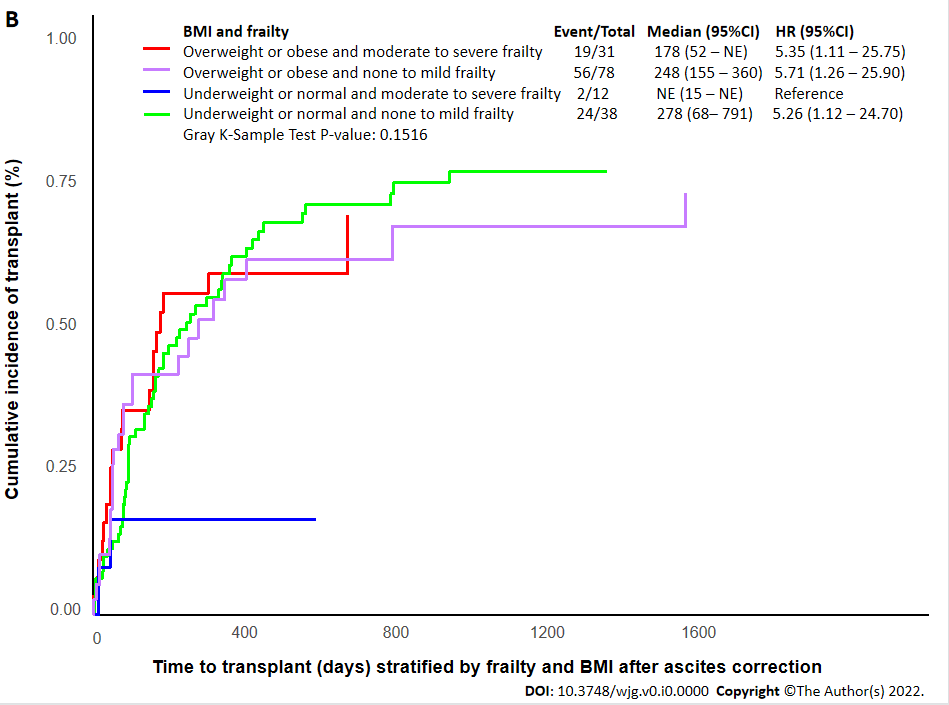 B
BMI and frailty Event/Total Median (95%CI) HR (95%CI)
Overweight or obese and moderate to severe frailty 19/31 178 (52 – NE) 5.35 (1.11 – 25.75)
Overweight or obese and none to mild frailty 56/78 248 (155 – 360) 5.71 (1.26 – 25.90)
Underweight or normal and moderate to severe frailty 2/12 NE (15 – NE) Reference
Underweight or normal and none to mild frailty 24/38 278 (68– 791) 5.26 (1.12 – 24.70)
Gray K-Sample Test P-value: 0.1516
Cumulative incidence of transplant (%)
1.00
0.75
0.50
0.25
0.00
0 400 800 1200 1600
Time to transplant (days) stratified by frailty and BMI after ascites correction
DOI: 10.3748/wjg.v0.i0.0000 Copyright ©The Author(s) 2022.